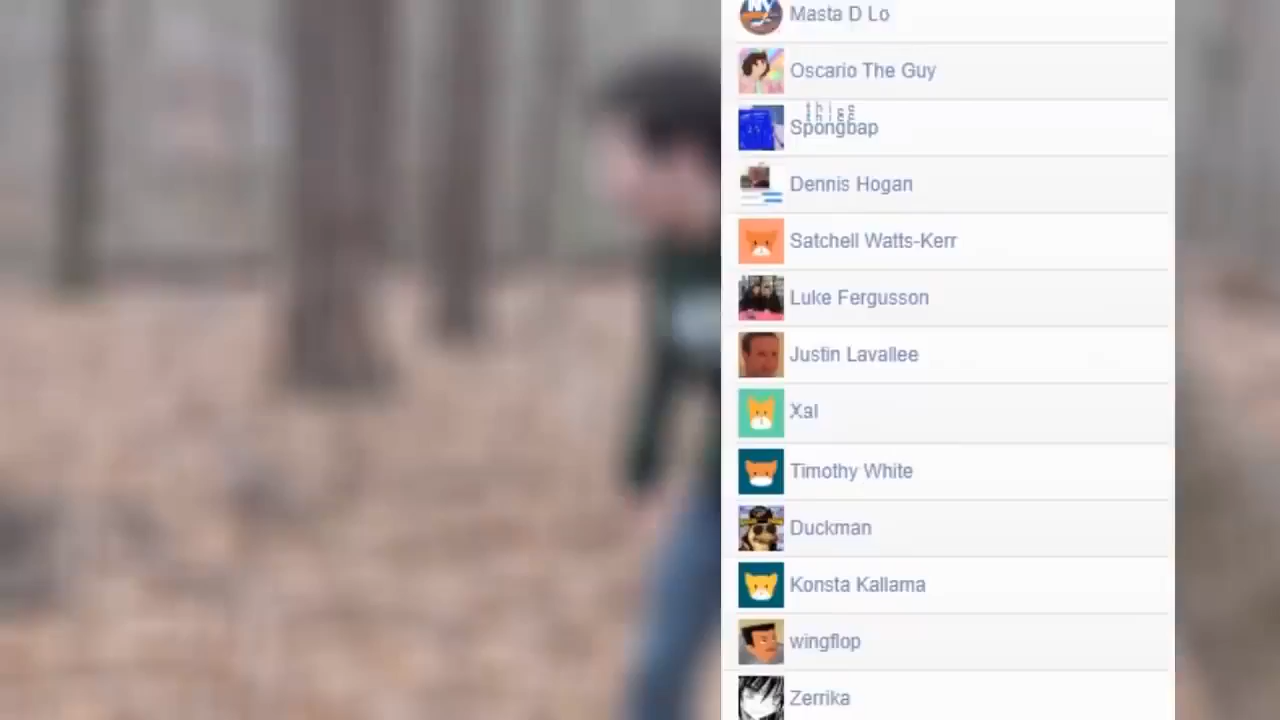 Masta D Lo
Oscario The Guy
Spongbap
Dennis Hogan
Satchell Watts-Kerr
Luke Fergusson
Justin Lavallee
Xal
Timothy White
Duckman
Konsta Kallama
wingflop
Zerrika